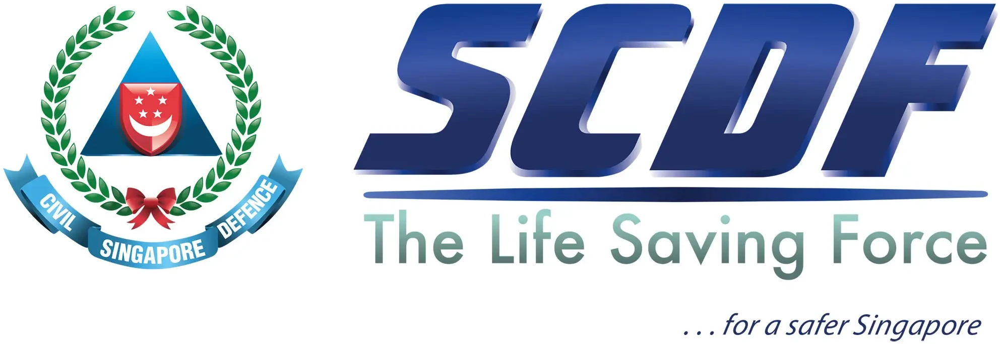 CIVIL
SINGAPORE
DEFENCE
SCDF
The Life Saving Force
... for a safer Singapore